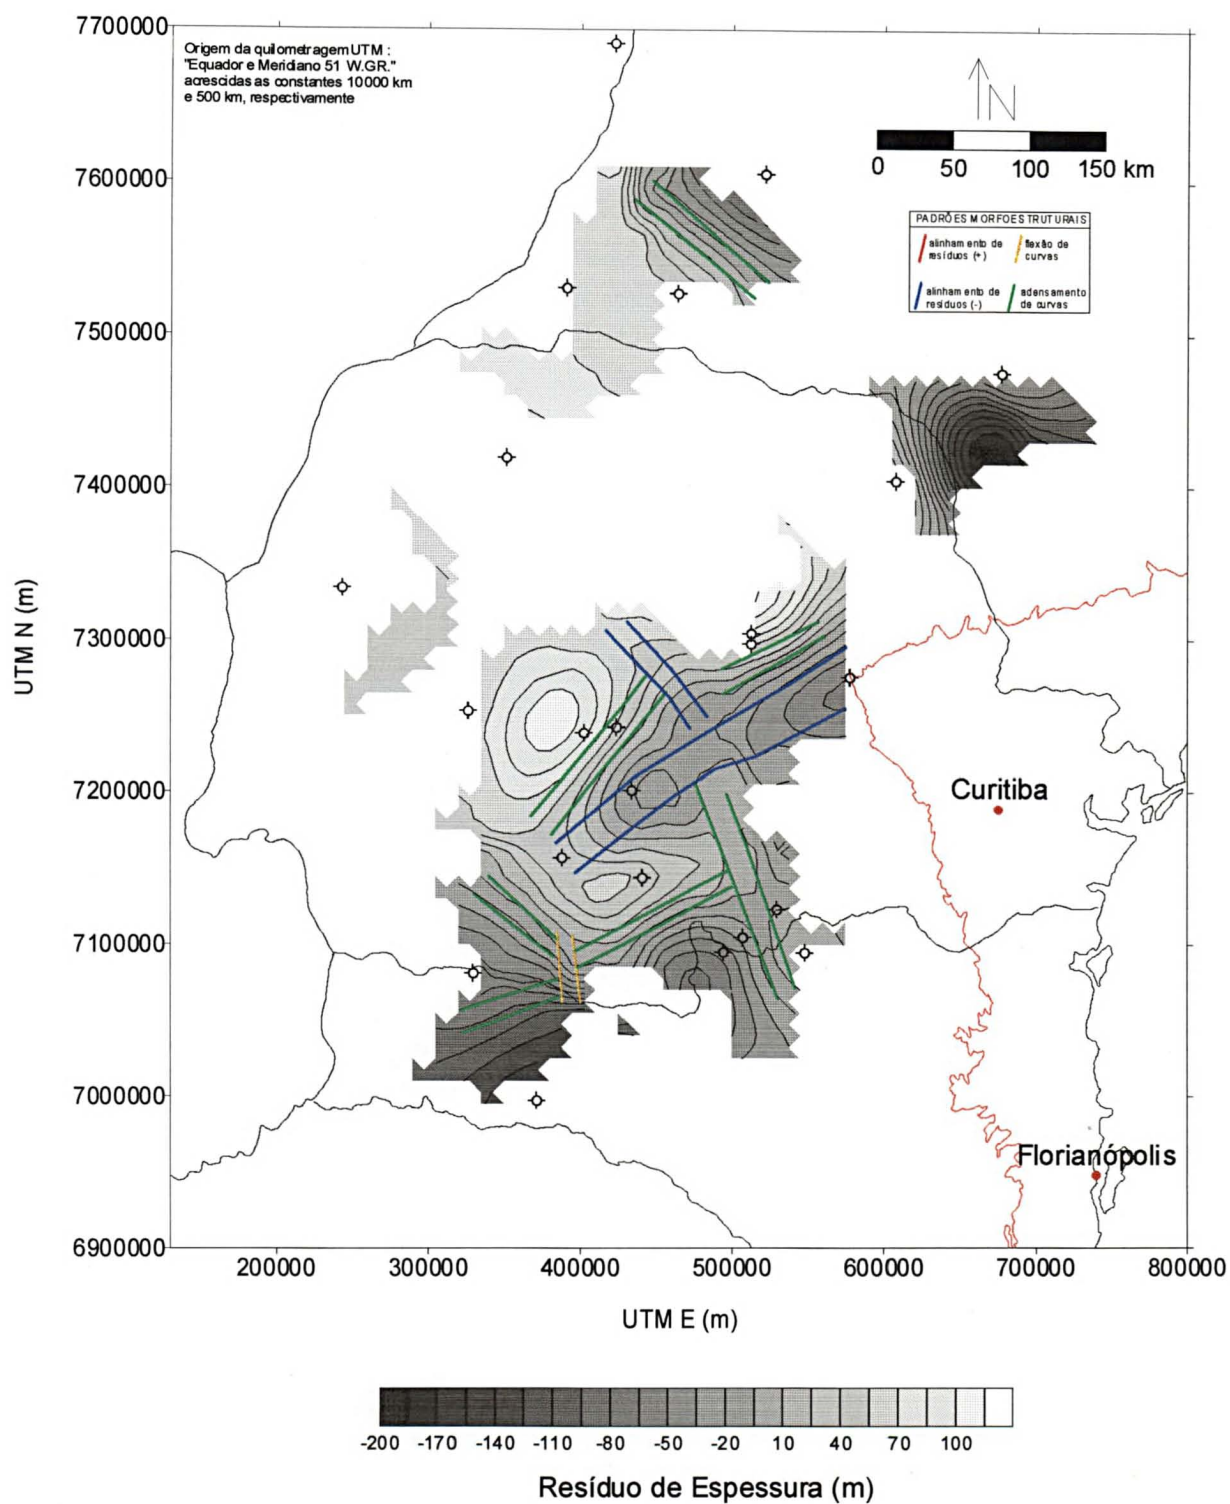 Origem da quilometragem UTM :
"Equador e Meridiano 51 W.GR."
acrescidas as constantes 10000 km
e 500 km, respectivamente
N
0 50 100 150 km
PADRÕES MORFOESTRUTURAIS
alinhamento de
resíduos (+)
flexão de
curvas
alinhamento de
resíduos (-)
adensamento
de curvas
7700000
7600000
7500000
7400000
7300000
7200000
7100000
7000000
6900000
UTM N (m)
Curitiba
Florianópolis
200000 300000 400000 500000 600000 700000 800000
UTM E (m)
-200 -170 -140 -110 -80 -50 -20 10 40 70 100
Resíduo de Espessura (m)